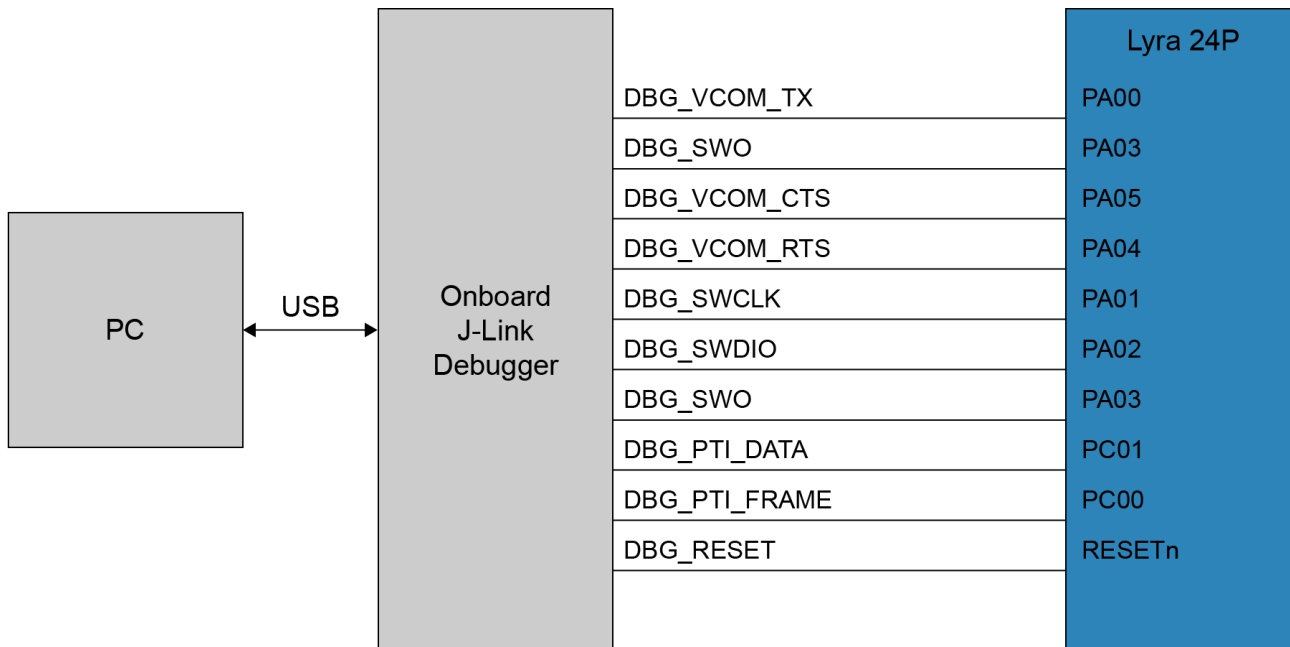 Lyra 24P
DBG_VCOM_TX PA00
DBG_SWO PA03
DBG_VCOM_CTS PA05
DBG_VCOM_RTS PA04
DBG_SWCLK PA01
DBG_SWDIO PA02
DBG_SWO PA03
DBG_PTI_DATA PC01
DBG_PTI_FRAME PC00
DBG_RESET RESETn
PC
USB
Onboard
J-Link
Debugger